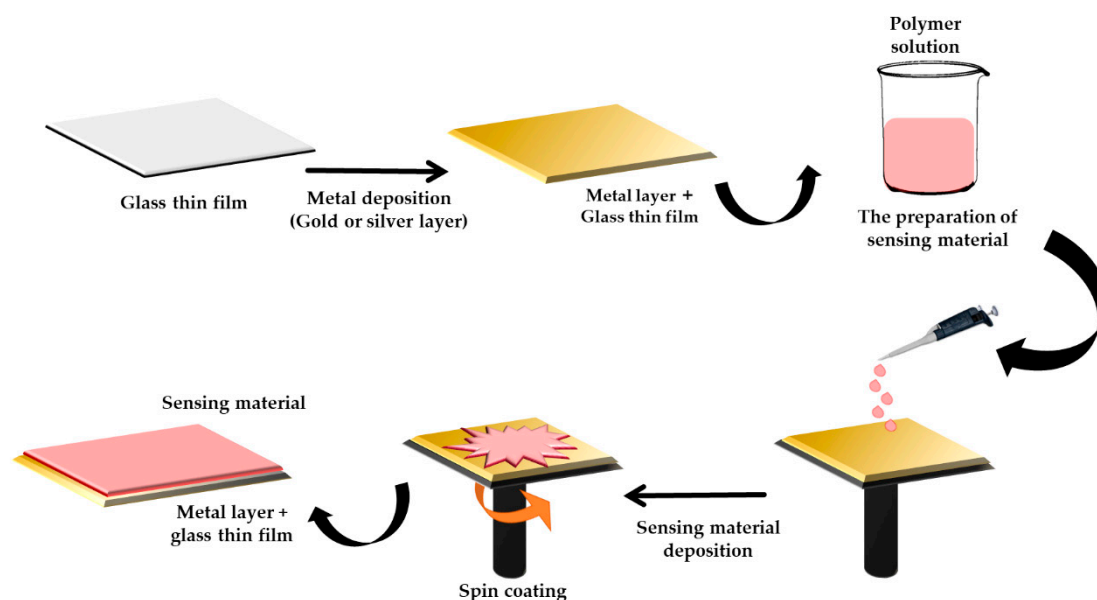 Polymer
solution
Glass thin film
Metal deposition
(Gold or silver layer)
Metal layer +
Glass thin film
The preparation of
sensing material
Sensing material
Metal layer +
glass thin film
Spin coating
Sensing material
deposition